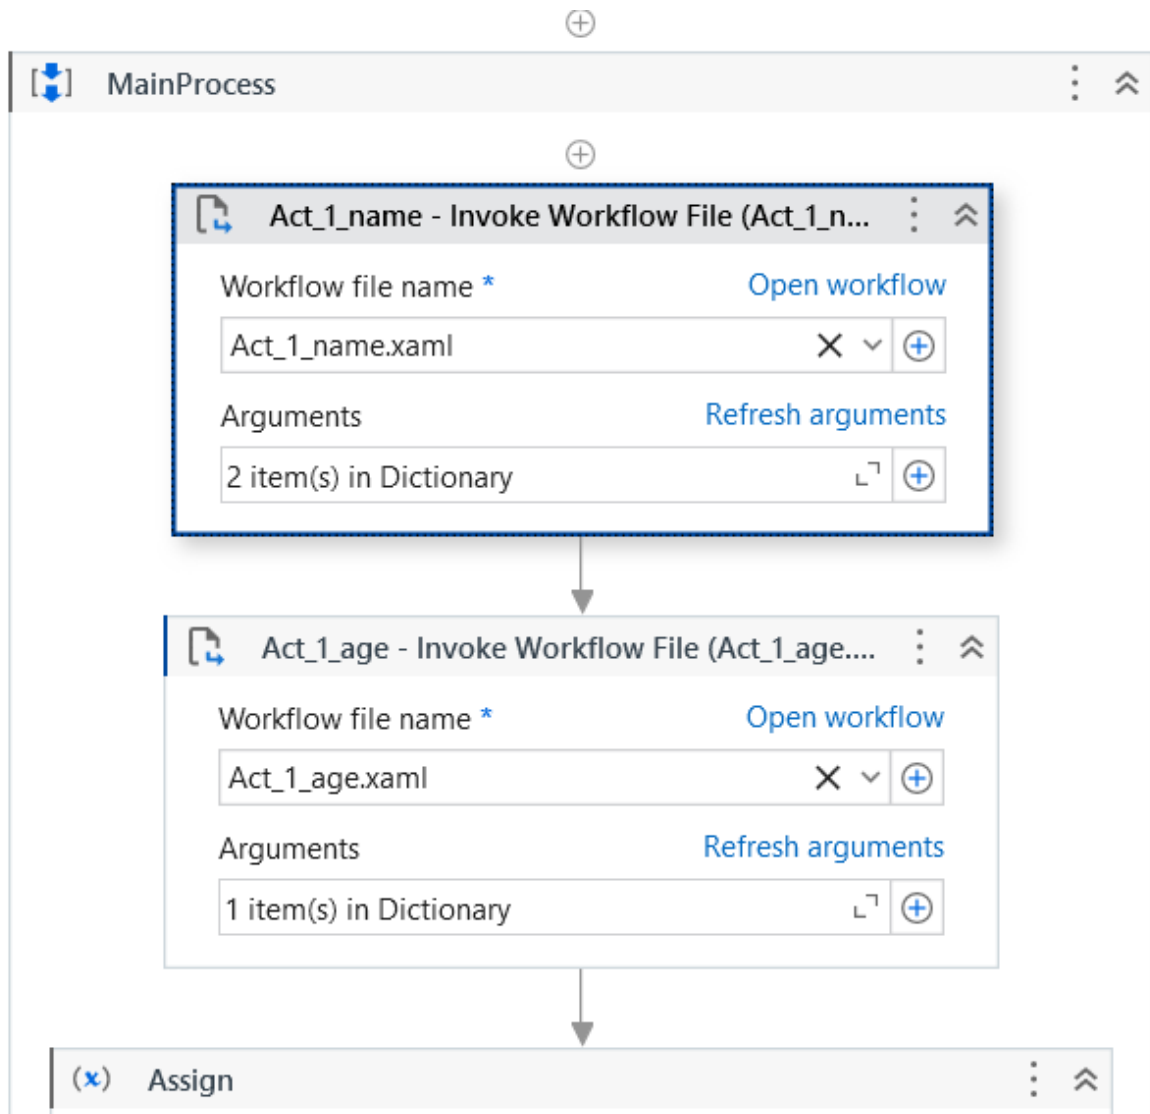 MainProcess
Act_1_name - Invoke Workflow File (Act_1_n...
Workflow file name * Open workflow
Act_1_name.xaml
Arguments Refresh arguments
2 item(s) in Dictionary
Act_1_age - Invoke Workflow File (Act_1_age....
Workflow file name * Open workflow
Act_1_age.xaml
Arguments Refresh arguments
1 item(s) in Dictionary
(x) Assign